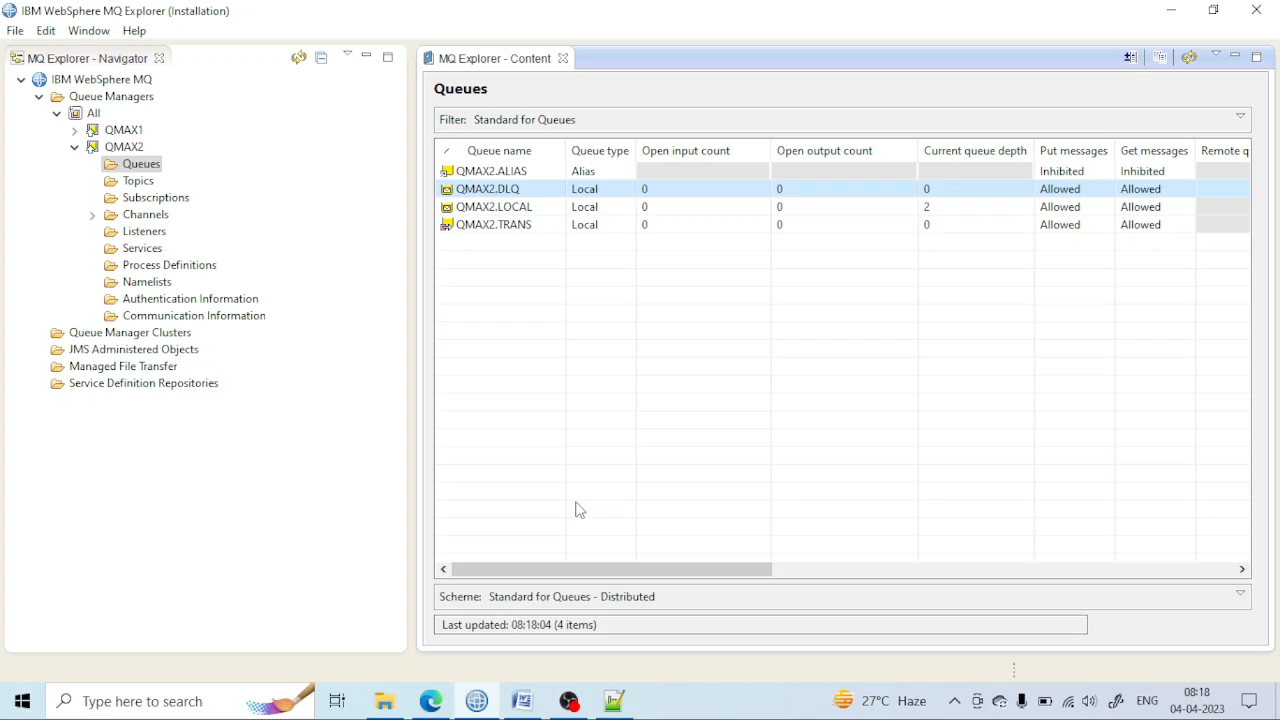 IBM WebSphere MQ Explorer (Installation)
File Edit Window Help
MQ Explorer - Navigator
IBM WebSphere MQ
Queue Managers
All
QMAX1
QMAX2
Queues
Topics
Subscriptions
Channels
Listeners
Services
Process Definitions
Namelists
Authentication Information
Communication Information
Queue Manager Clusters
JMS Administered Objects
Managed File Transfer
Service Definition Repositories
MQ Explorer - Content
Queues
Filter: Standard for Queues
Queue name Queue type Open input count Open output count Current queue depth Put messages Get messages Remote q
QMAX2.ALIAS Alias Inhibited Inhibited
QMAX2.DLQ Local 0 0 0 Allowed Allowed
QMAX2.LOCAL Local 0 0 2 Allowed Allowed
QMAX2.TRANS Local 0 0 0 Allowed Allowed
Scheme: Standard for Queues - Distributed
Last updated: 08:18:04 (4 items)
Type here to search
27°C Haze
ENG
08:18
04-04-2023